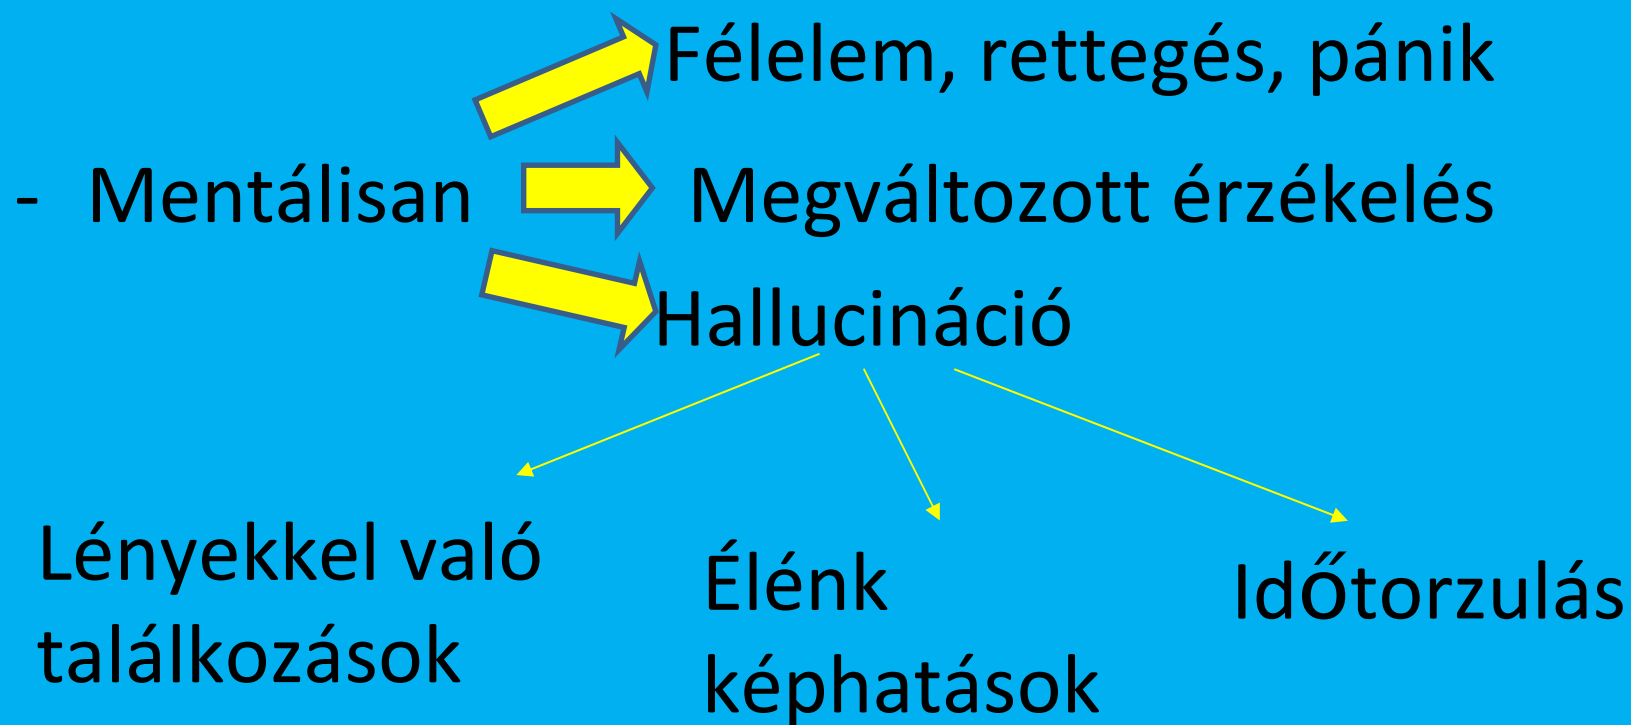 Félelem, rettegés, pánik
- Mentálisan
Megváltozott érzékelés
Hallucináció
Lényekkel való
találkozások
Élénk
képhatások
Időtorzulás